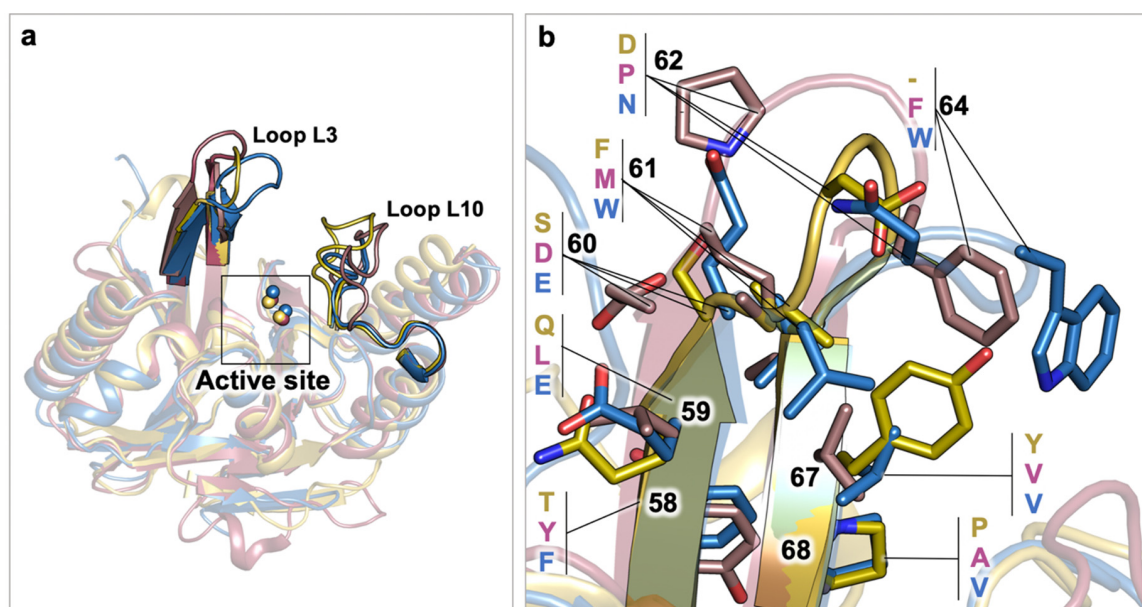 a
Loop L3
Loop L10
Active site
b
D
P
N
62
-
F
W
64
F
M
W
61
S
D
E
60
Q
L
E
59
T
Y
F
58
67
Y
V
V
68
P
A
V